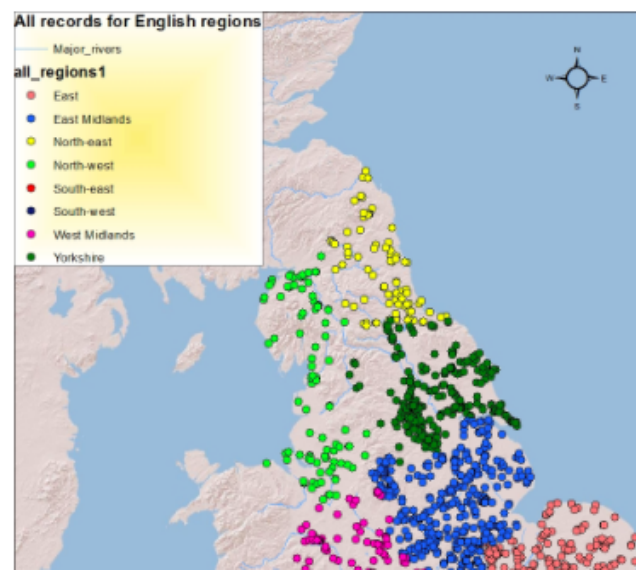 All records for English regions
Major_rivers
all_regions1
East
East Midlands
North-east
North-west
South-east
South-west
West Midlands
Yorkshire
N
W E
S